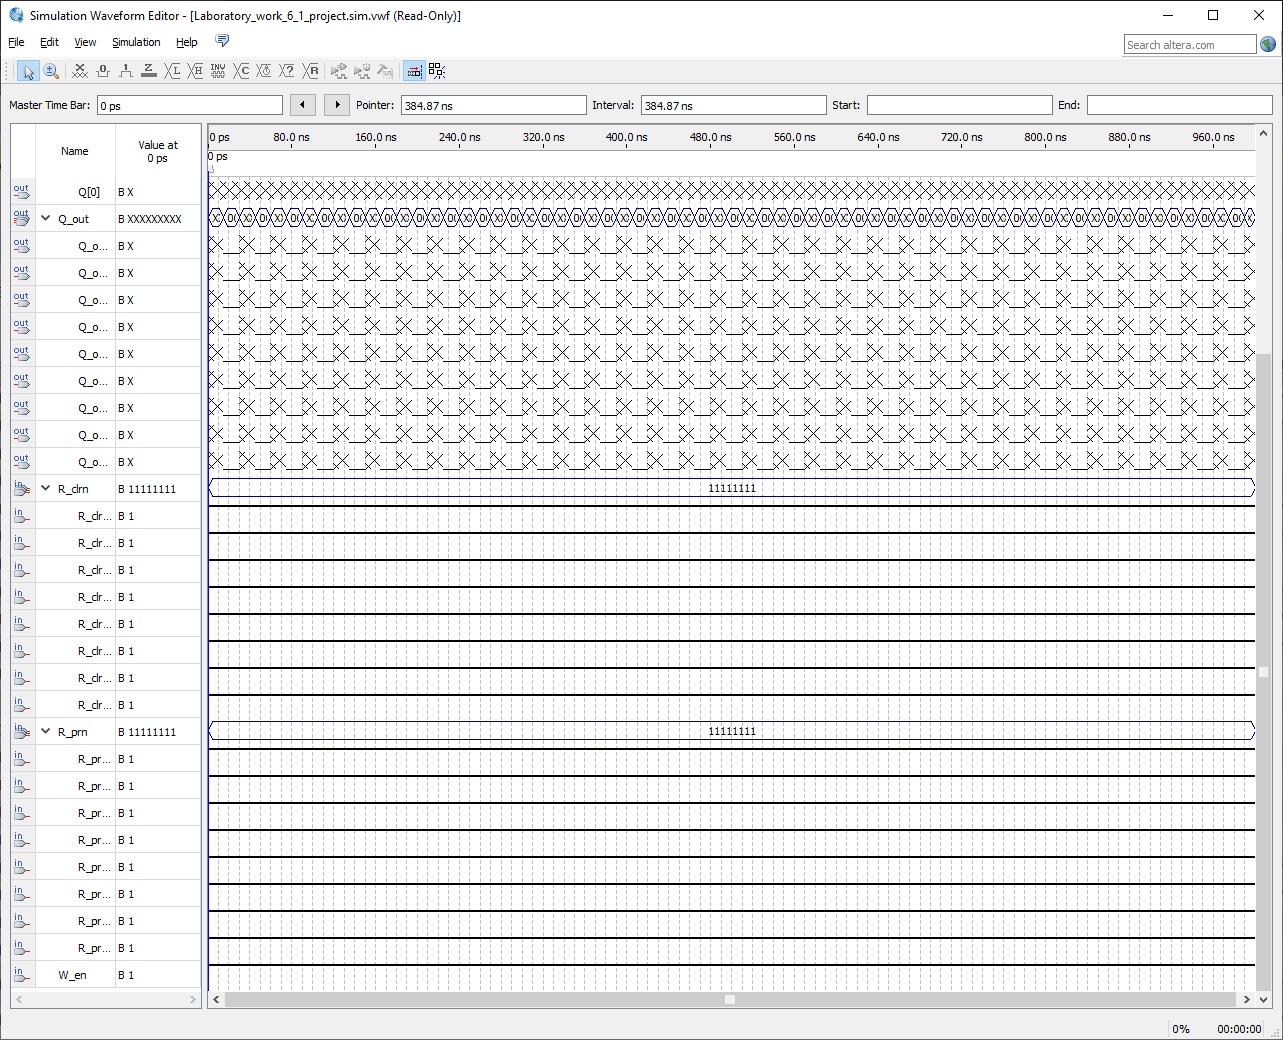 Simulation Waveform Editor - [Laboratory_work_6_1_project.sim.vwf (Read-Only)]
File Edit View Simulation Help
Search altera.com
Master Time Bar: 0 ps Pointer: 384.87 ns Interval: 384.87 ns Start: End:
Name Value at 0 ps
0 ps 80.0 ns 160.0 ns 240.0 ns 320.0 ns 400.0 ns 480.0 ns 560.0 ns 640.0 ns 720.0 ns 800.0 ns 880.0 ns 960.0 ns
0 ps
out Q[0] B X
out Q_out B XXXXXXXXX
out Q_o... B X
out Q_o... B X
out Q_o... B X
out Q_o... B X
out Q_o... B X
out Q_o... B X
out Q_o... B X
out Q_o... B X
out Q_o... B X
in R_clrn B 11111111 11111111
in R_clr... B 1
in R_clr... B 1
in R_clr... B 1
in R_clr... B 1
in R_clr... B 1
in R_clr... B 1
in R_clr... B 1
in R_clr... B 1
in R_prn B 11111111 11111111
in R_pr... B 1
in R_pr... B 1
in R_pr... B 1
in R_pr... B 1
in R_pr... B 1
in R_pr... B 1
in R_pr... B 1
in R_pr... B 1
in W_en B 1
0% 00:00:00